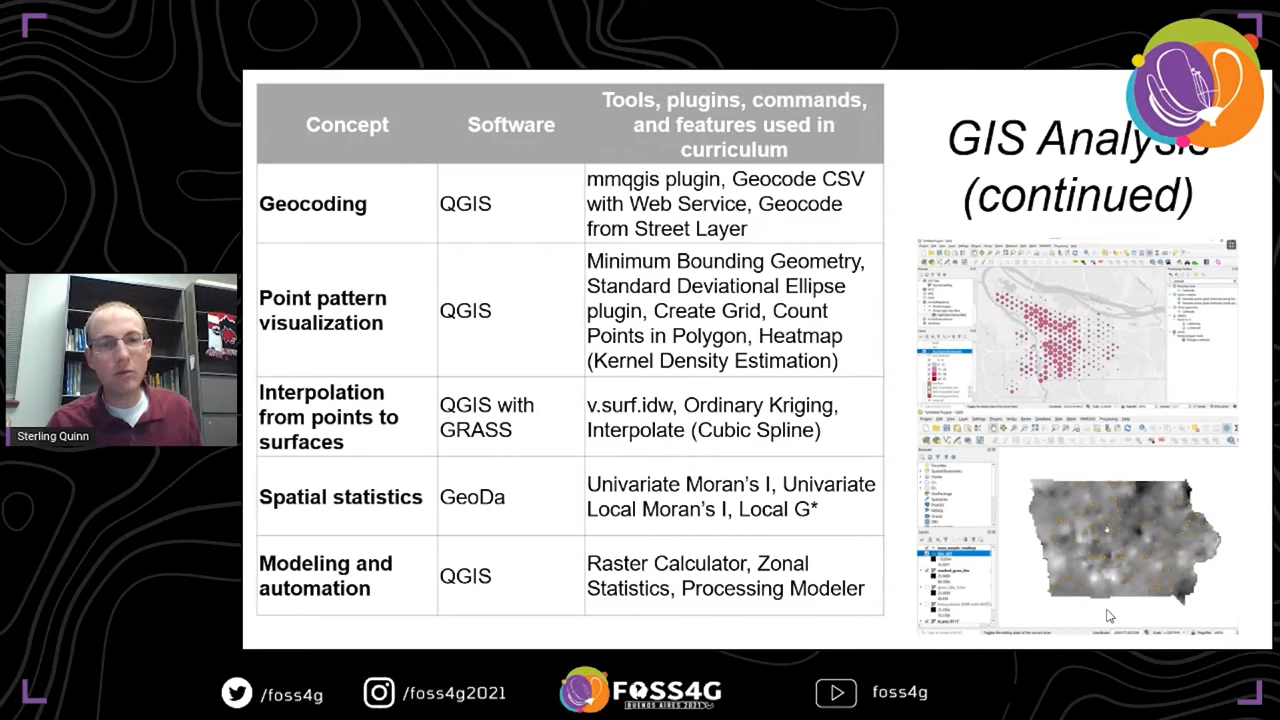 GIS Analysis
(continued)
Concept
Software
Tools, plugins, commands,
and features used in
curriculum
Geocoding
QGIS
mmqgis plugin, Geocode CSV
with Web Service, Geocode
from Street Layer
Point pattern
visualization
QGIS
Minimum Bounding Geometry,
Standard Deviational Ellipse
plugin, Create Grid, Count
Points in Polygon, Heatmap
(Kernel Density Estimation)
Interpolation
from points to
surfaces
QGIS with
GRASS
v.surf.idw, Ordinary Kriging,
Interpolate (Cubic Spline)
Spatial statistics
GeoDa
Univariate Moran's I, Univariate
Local Moran's I, Local G*
Modeling and
automation
QGIS
Raster Calculator, Zonal
Statistics, Processing Modeler
Sterling Quinn
/foss4g
/foss4g2021
FOSS4G
BUENOS AIRES 2021
foss4g